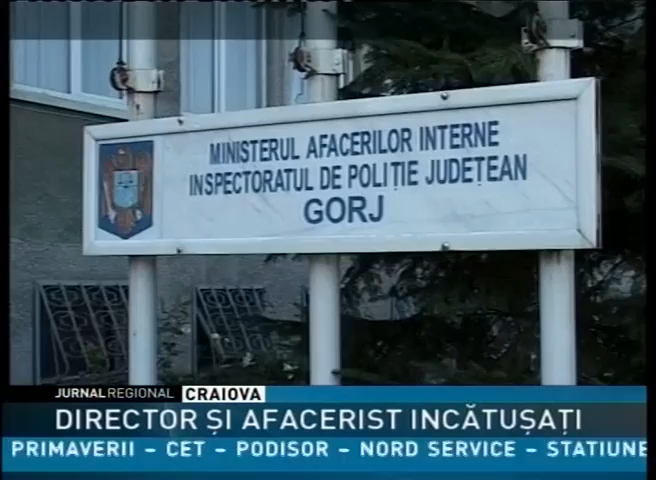 MINISTERUL AFACERILOR INTERNE
INSPECTORATUL DE POLIȚIE JUDEȚEAN
GORJ
JURNALREGIONAL CRAIOVA
DIRECTOR ȘI AFACERIST INCĂTUȘAȚI
PRIMAVERII - CET - PODISOR - NORD SERVICE - STATIUNE